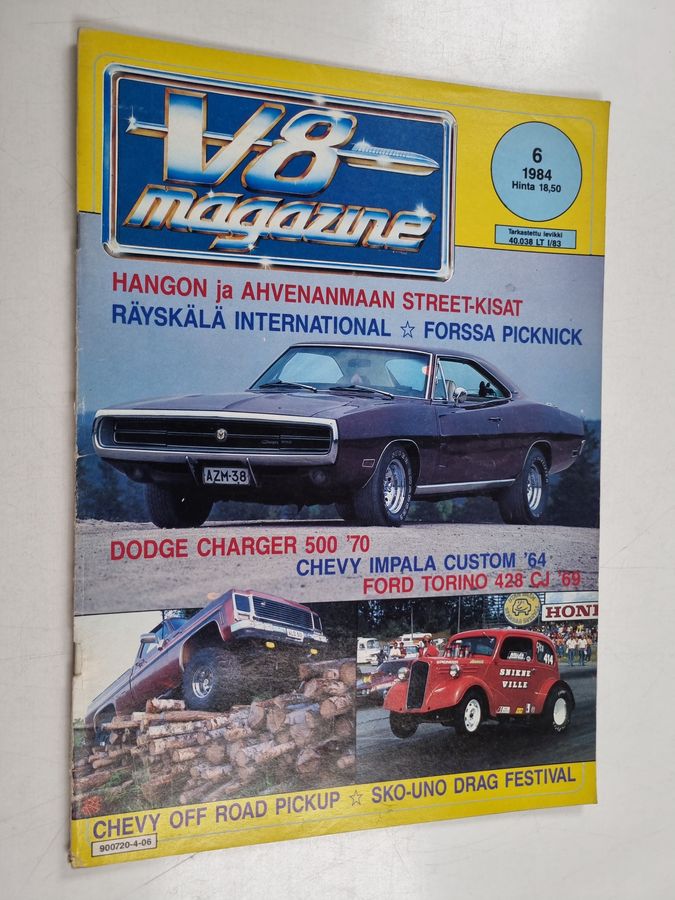 V8
magazine
6
1984
Hinta 18,50
Tarkastettu levikki
40.038 LT I/83
HANGON ja AHVENANMAAN STREET-KISAT
RÄYSKÄLÄ INTERNATIONAL ☆ FORSSA PICKNICK
AZM-38
DODGE CHARGER 500 '70
CHEVY IMPALA CUSTOM '64
FORD TORINO 428 CJ '69
HON
414
SNIKNE
VILLE
CHEVY OFF ROAD PICKUP ☆ SKO-UNO DRAG FESTIVAL
900720-4-06